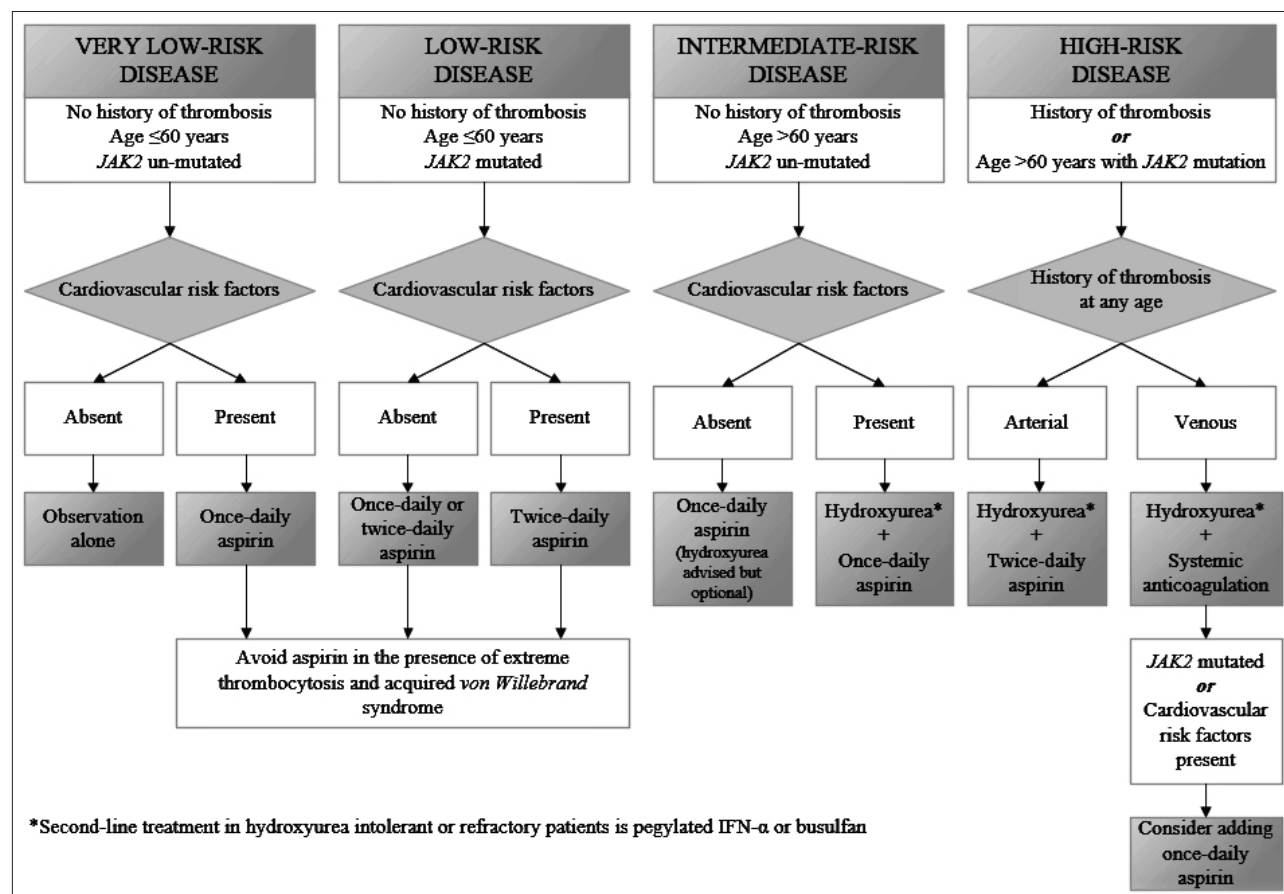 VERY LOW-RISK
DISEASE
No history of thrombosis
Age ≤60 years
JAK2 un-mutated
Cardiovascular risk factors
Absent
Present
Observation
alone
Once-daily
aspirin
LOW-RISK
DISEASE
No history of thrombosis
Age ≤60 years
JAK2 mutated
Cardiovascular risk factors
Absent
Present
Once-daily or
twice-daily
aspirin
Twice-daily
aspirin
Avoid aspirin in the presence of extreme
thrombocytosis and acquired von Willebrand
syndrome
INTERMEDIATE-RISK
DISEASE
No history of thrombosis
Age >60 years
JAK2 un-mutated
Cardiovascular risk factors
Absent
Present
Once-daily
aspirin
(hydroxyurea
advised but
optional)
Hydroxyurea*
+
Once-daily
aspirin
HIGH-RISK
DISEASE
History of thrombosis
or
Age >60 years with JAK2 mutation
History of thrombosis
at any age
Arterial
Venous
Hydroxyurea*
+
Twice-daily
aspirin
Hydroxyurea*
+
Systemic
anticoagulation
JAK2 mutated
or
Cardiovascular
risk factors
present
Consider adding
once-daily
aspirin
*Second-line treatment in hydroxyurea intolerant or refractory patients is pegylated IFN-α or busulfan